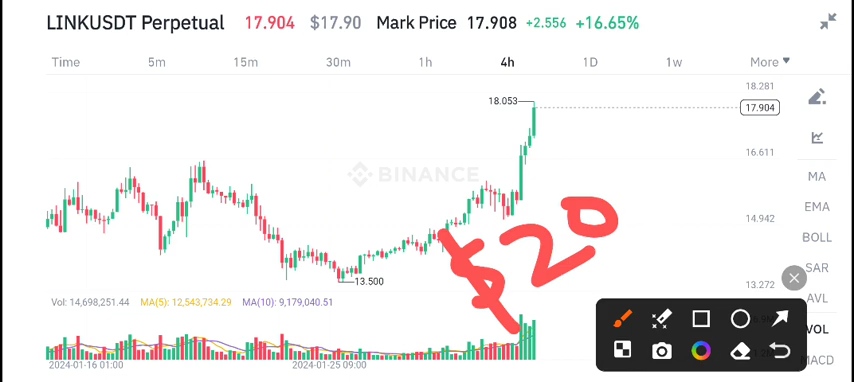 LINKUSDT Perpetual 17.904 $17.90 Mark Price 17.908 +2.556 +16.65%
Time 5m 15m 30m 1h 4h 1D 1w More
18.281
18.053
17.904
16.611
BINANCE
MA
EMA
14.942
BOLL
$20
SAR
13.500
13.272
AVL
Vol: 14,698,251.44 MA(5): 12,543,734.29 MA(10): 9,179,040.51
VOL
MACD
2024-01-16 01:00 2024-01-25 09:00